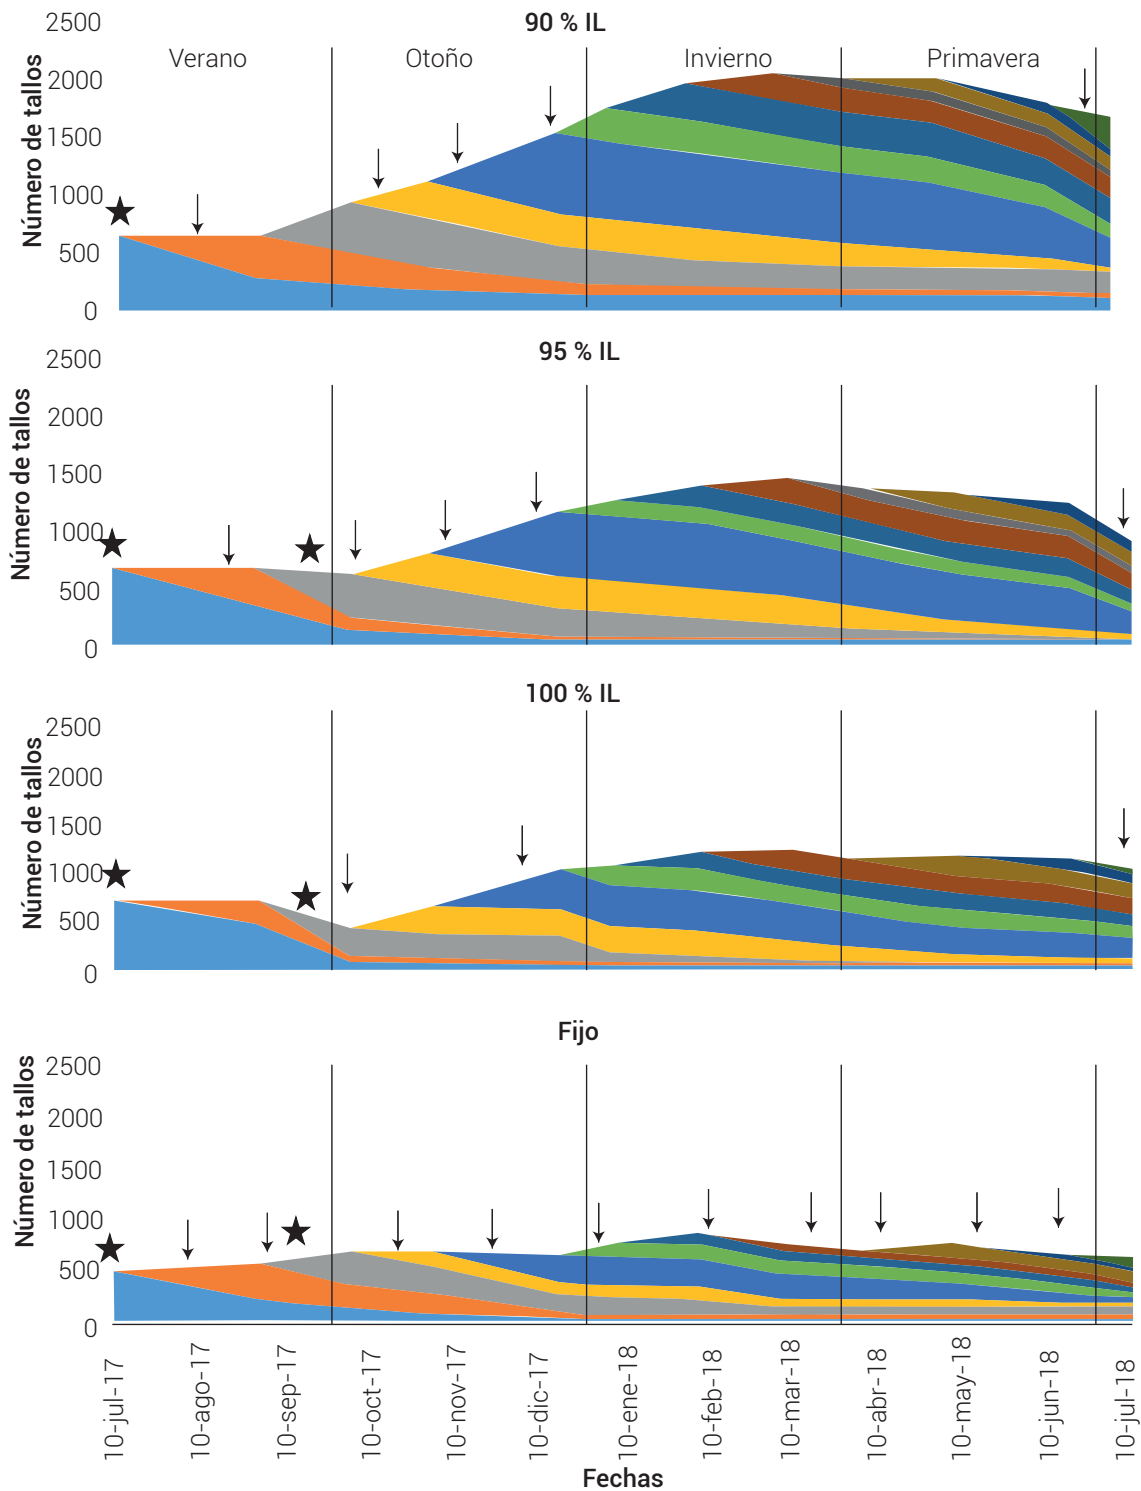 90 % IL
Número de tallos
2500
2000
1500
1000
500
0
Verano
Otoño
Invierno
Primavera
95 % IL
Número de tallos
2500
2000
1500
1000
500
0
100 % IL
Número de tallos
2500
2000
1500
1000
500
0
Fijo
Número de tallos
2500
2000
1500
1000
500
0
10-jul-17
10-ago-17
10-sep-17
10-oct-17
10-nov-17
10-dic-17
10-ene-18
10-feb-18
10-mar-18
10-abr-18
10-may-18
10-jun-18
10-jul-18
Fechas